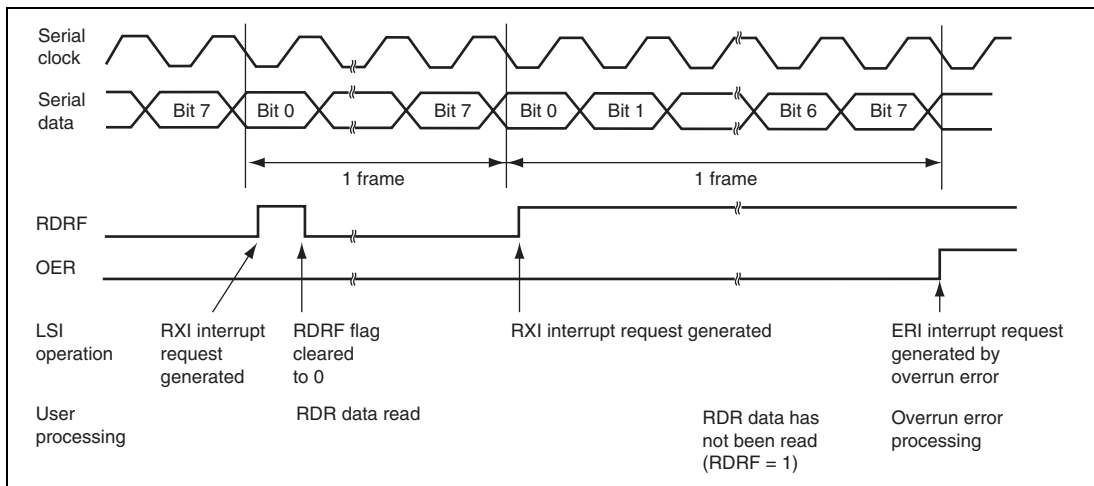 Serial
clock
Serial
data
Bit 7
Bit 0
Bit 7
Bit 0
Bit 1
Bit 6
Bit 7
1 frame
1 frame
RDRF
OER
LSI
operation
RXI interrupt
request
generated
RDRF flag
cleared
to 0
RXI interrupt request generated
ERI interrupt request
generated by
overrun error
User
processing
RDR data read
RDR data has
not been read
(RDRF = 1)
Overrun error
processing